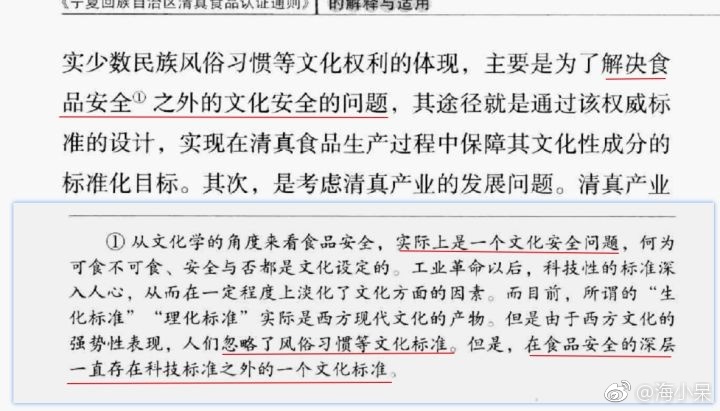 《宁夏回族自治区清真食品认证通则》的解释与适用
实少数民族风俗习惯等文化权利的体现，主要是为了解决食
品安全①之外的文化安全的问题，其途径就是通过该权威标
准的设计，实现在清真食品生产过程中保障其文化性成分的
标准化目标。其次，是考虑清真产业的发展问题。清真产业
①从文化学的角度来看食品安全，实际上是一个文化安全问题，何为
可食不可食、安全与否都是文化设定的。工业革命以后，科技性的标准深
入人心，从而在一定程度上淡化了文化方面的因素。而目前，所谓的“生
化标准”“理化标准”实际是西方现代文化的产物。但是由于西方文化的
强势性表现，人们忽略了风俗习惯等文化标准。但是，在食品安全的深层
一直存在科技标准之外的一个文化标准。
@海小呆